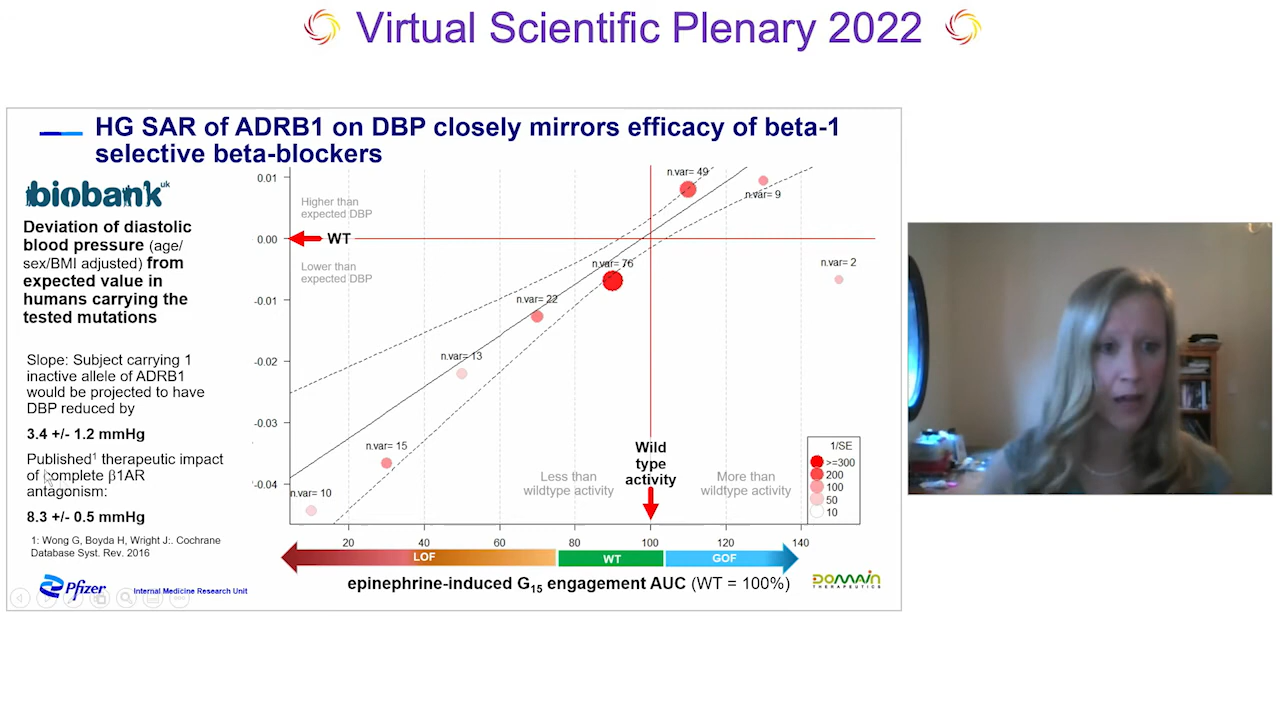 Virtual Scientific Plenary 2022
HG SAR of ADRB1 on DBP closely mirrors efficacy of beta-1
selective beta-blockers
biobank uk
Deviation of diastolic
blood pressure (age/
sex/BMI adjusted) from
expected value in
humans carrying the
tested mutations
Slope: Subject carrying 1
inactive allele of ADRB1
would be projected to have
DBP reduced by
3.4 +/- 1.2 mmHg
Published1 therapeutic impact
of complete β1AR
antagonism:
8.3 +/- 0.5 mmHg
1: Wong G, Boyda H, Wright J:. Cochrane
Database Syst. Rev. 2016
Pfizer
Internal Medicine Research Unit
0.01
0.00
-0.01
-0.02
-0.03
-0.04
Higher than
expected DBP
WT
Lower than
expected DBP
n.var= 49
n.var= 9
n.var= 76
n.var= 2
n.var= 22
n.var= 13
n.var= 15
n.var= 10
Less than
wildtype activity
Wild
type
activity
More than
wildtype activity
1/SE
>=300
200
100
50
10
20 40 60 80 100 120 140
LOF WT GOF
epinephrine-induced G15 engagement AUC (WT = 100%)
DOMAIN
THERAPEUTICS